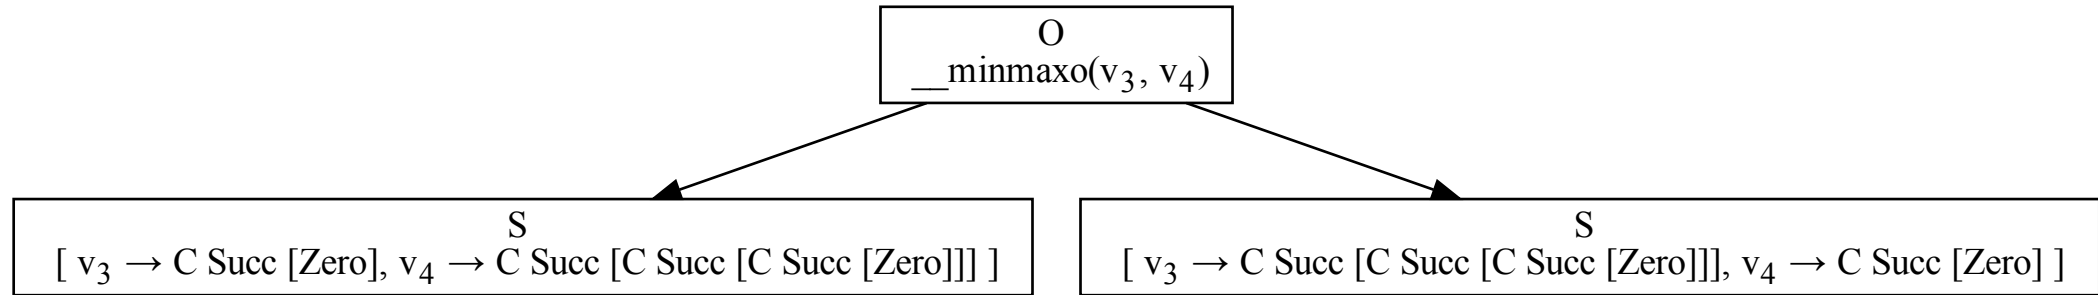 O
__minmaxo(v₃, v₄)
S
[ v₃ → C Succ [Zero], v₄ → C Succ [C Succ [C Succ [Zero]]] ]
S
[ v₃ → C Succ [C Succ [C Succ [Zero]]], v₄ → C Succ [Zero] ]